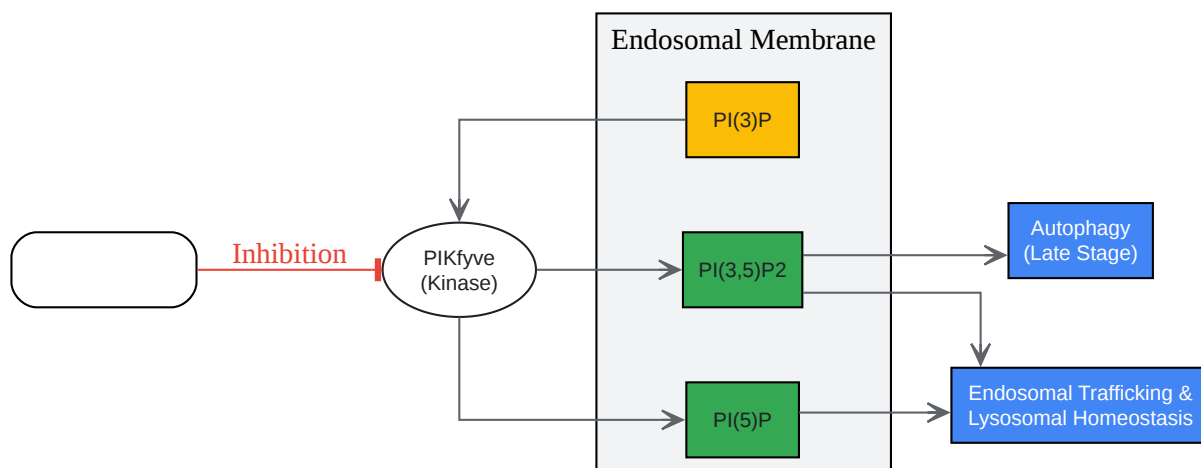 Endosomal Membrane
PI(3)P
Inhibition
PIKfyve
(Kinase)
PI(3,5)P2
Autophagy
(Late Stage)
PI(5)P
Endosomal Trafficking &
Lysosomal Homeostasis